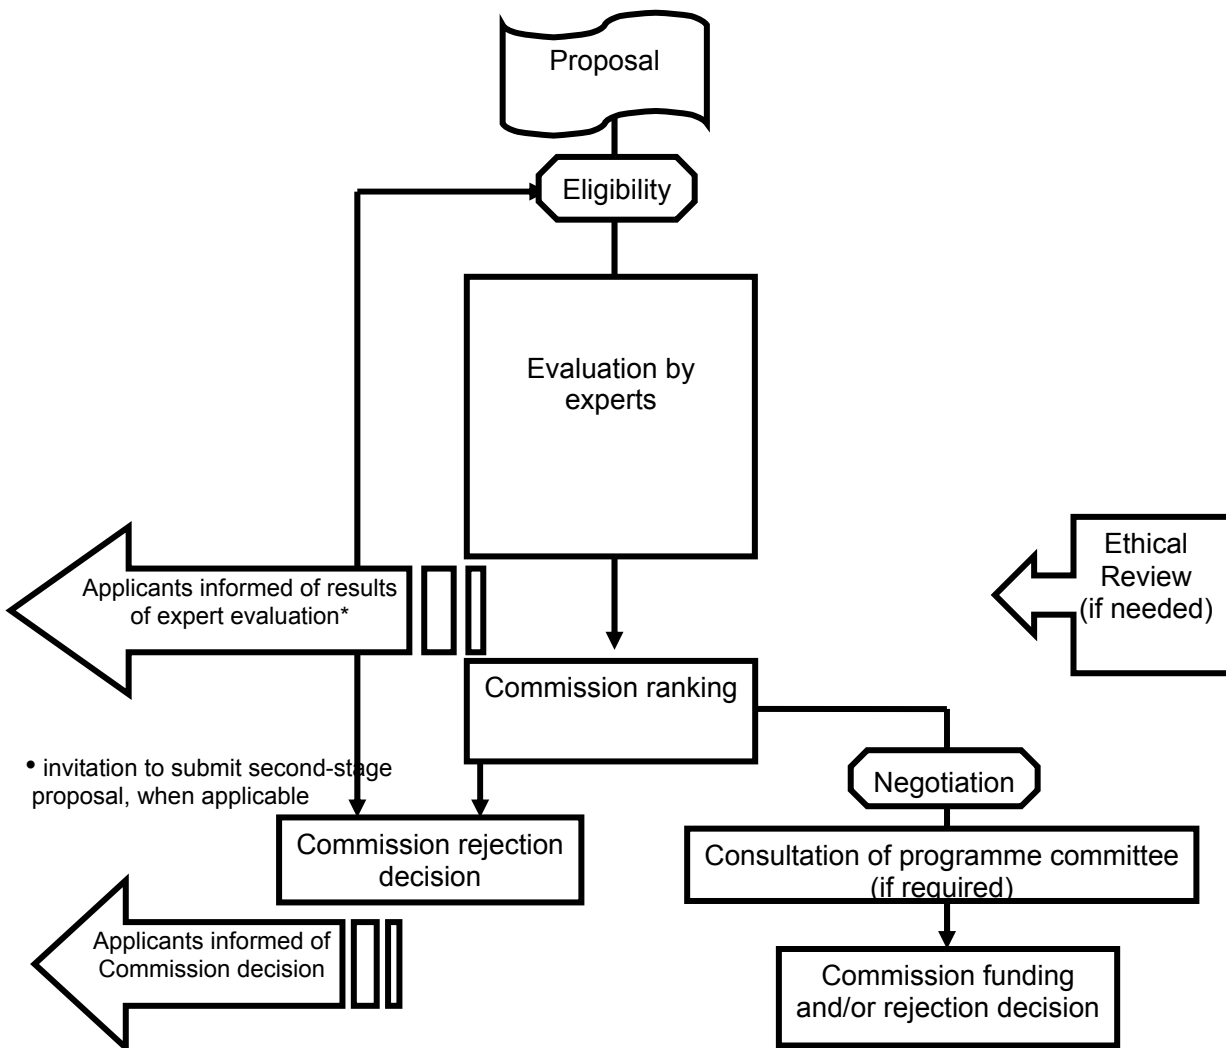 Proposal
Eligibility
Evaluation by
experts
Applicants informed of results
of expert evaluation*
Ethical
Review
(if needed)
Commission ranking
• invitation to submit second-stage
proposal, when applicable
Negotiation
Commission rejection
decision
Consultation of programme committee
(if required)
Applicants informed of
Commission decision
Commission funding
and/or rejection decision